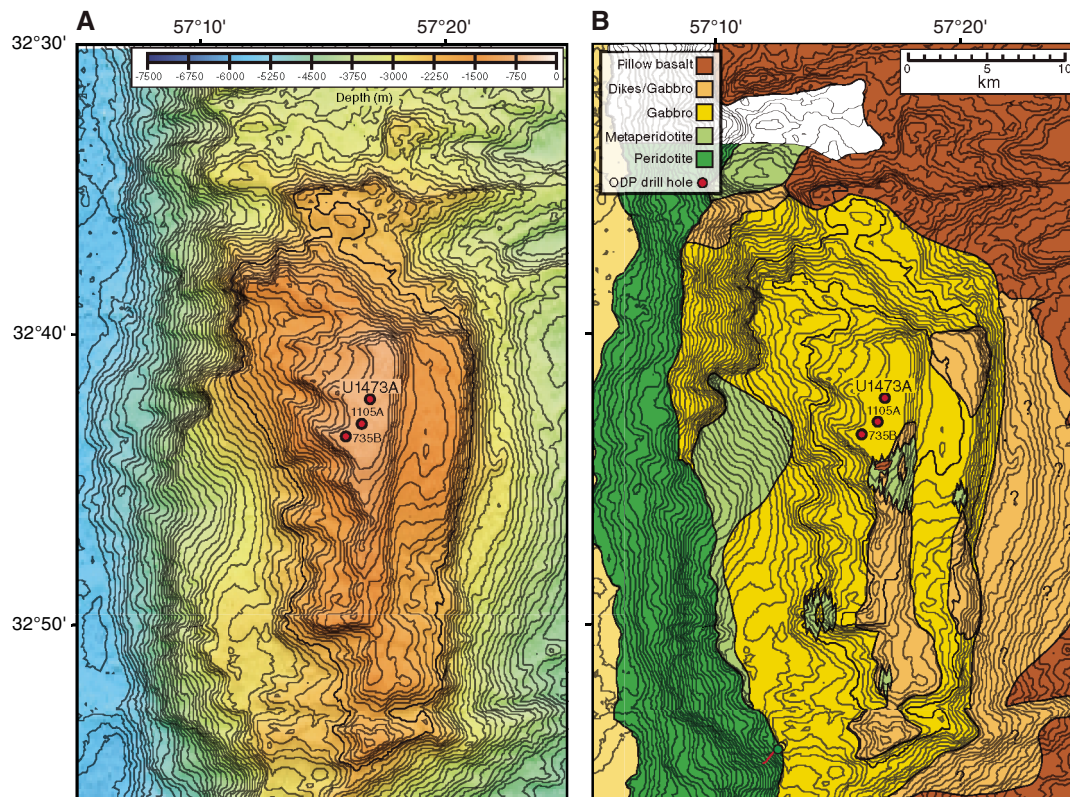 A
57°10'
57°20'
B
57°10'
57°20'
32°30'
-7500 -6750 -6000 -5250 -4500 -3750 -3000 -2250 -1500 -750 0
Depth (m)
Pillow basalt
Dikes/Gabbro
Gabbro
Metaperidotite
Peridotite
ODP drill hole
0 5 10
km
32°40'
U1473A
1105A
735B
U1473A
1105A
735B
?
?
?
?
?
?
?
32°50'